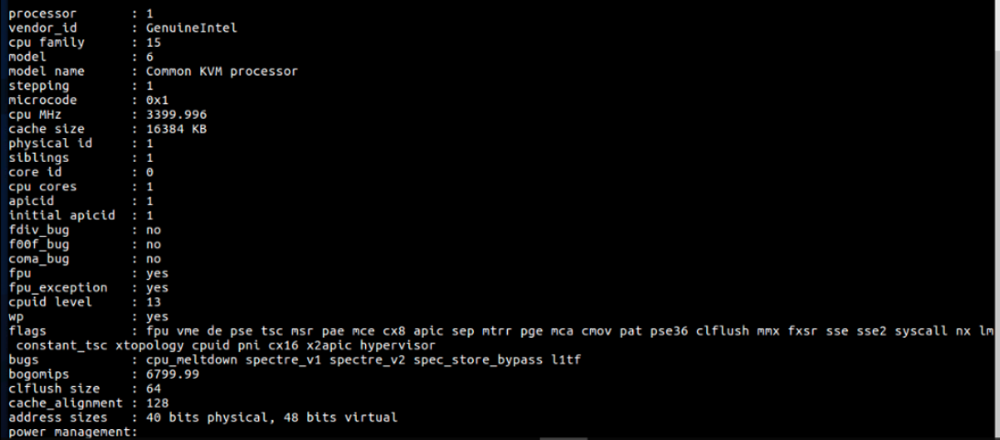 processor : 1
vendor_id : GenuineIntel
cpu family : 15
model : 6
model name : Common KVM processor
stepping : 1
microcode : 0x1
cpu MHz : 3399.996
cache size : 16384 KB
physical id : 1
siblings : 1
core id : 0
cpu cores : 1
apicid : 1
initial apicid : 1
fdiv_bug : no
f00f_bug : no
coma_bug : no
fpu : yes
fpu_exception : yes
cpuid level : 13
wp : yes
flags : fpu vme de pse tsc msr pae mce cx8 apic sep mtrr pge mca cmov pat pse36 clflush mmx fxsr sse sse2 syscall nx lm
constant_tsc xtopology cpuid pni cx16 x2apic hypervisor
bugs : cpu_meltdown spectre_v1 spectre_v2 spec_store_bypass l1tf
bogomips : 6799.99
clflush size : 64
cache_alignment : 128
address sizes : 40 bits physical, 48 bits virtual
power management: